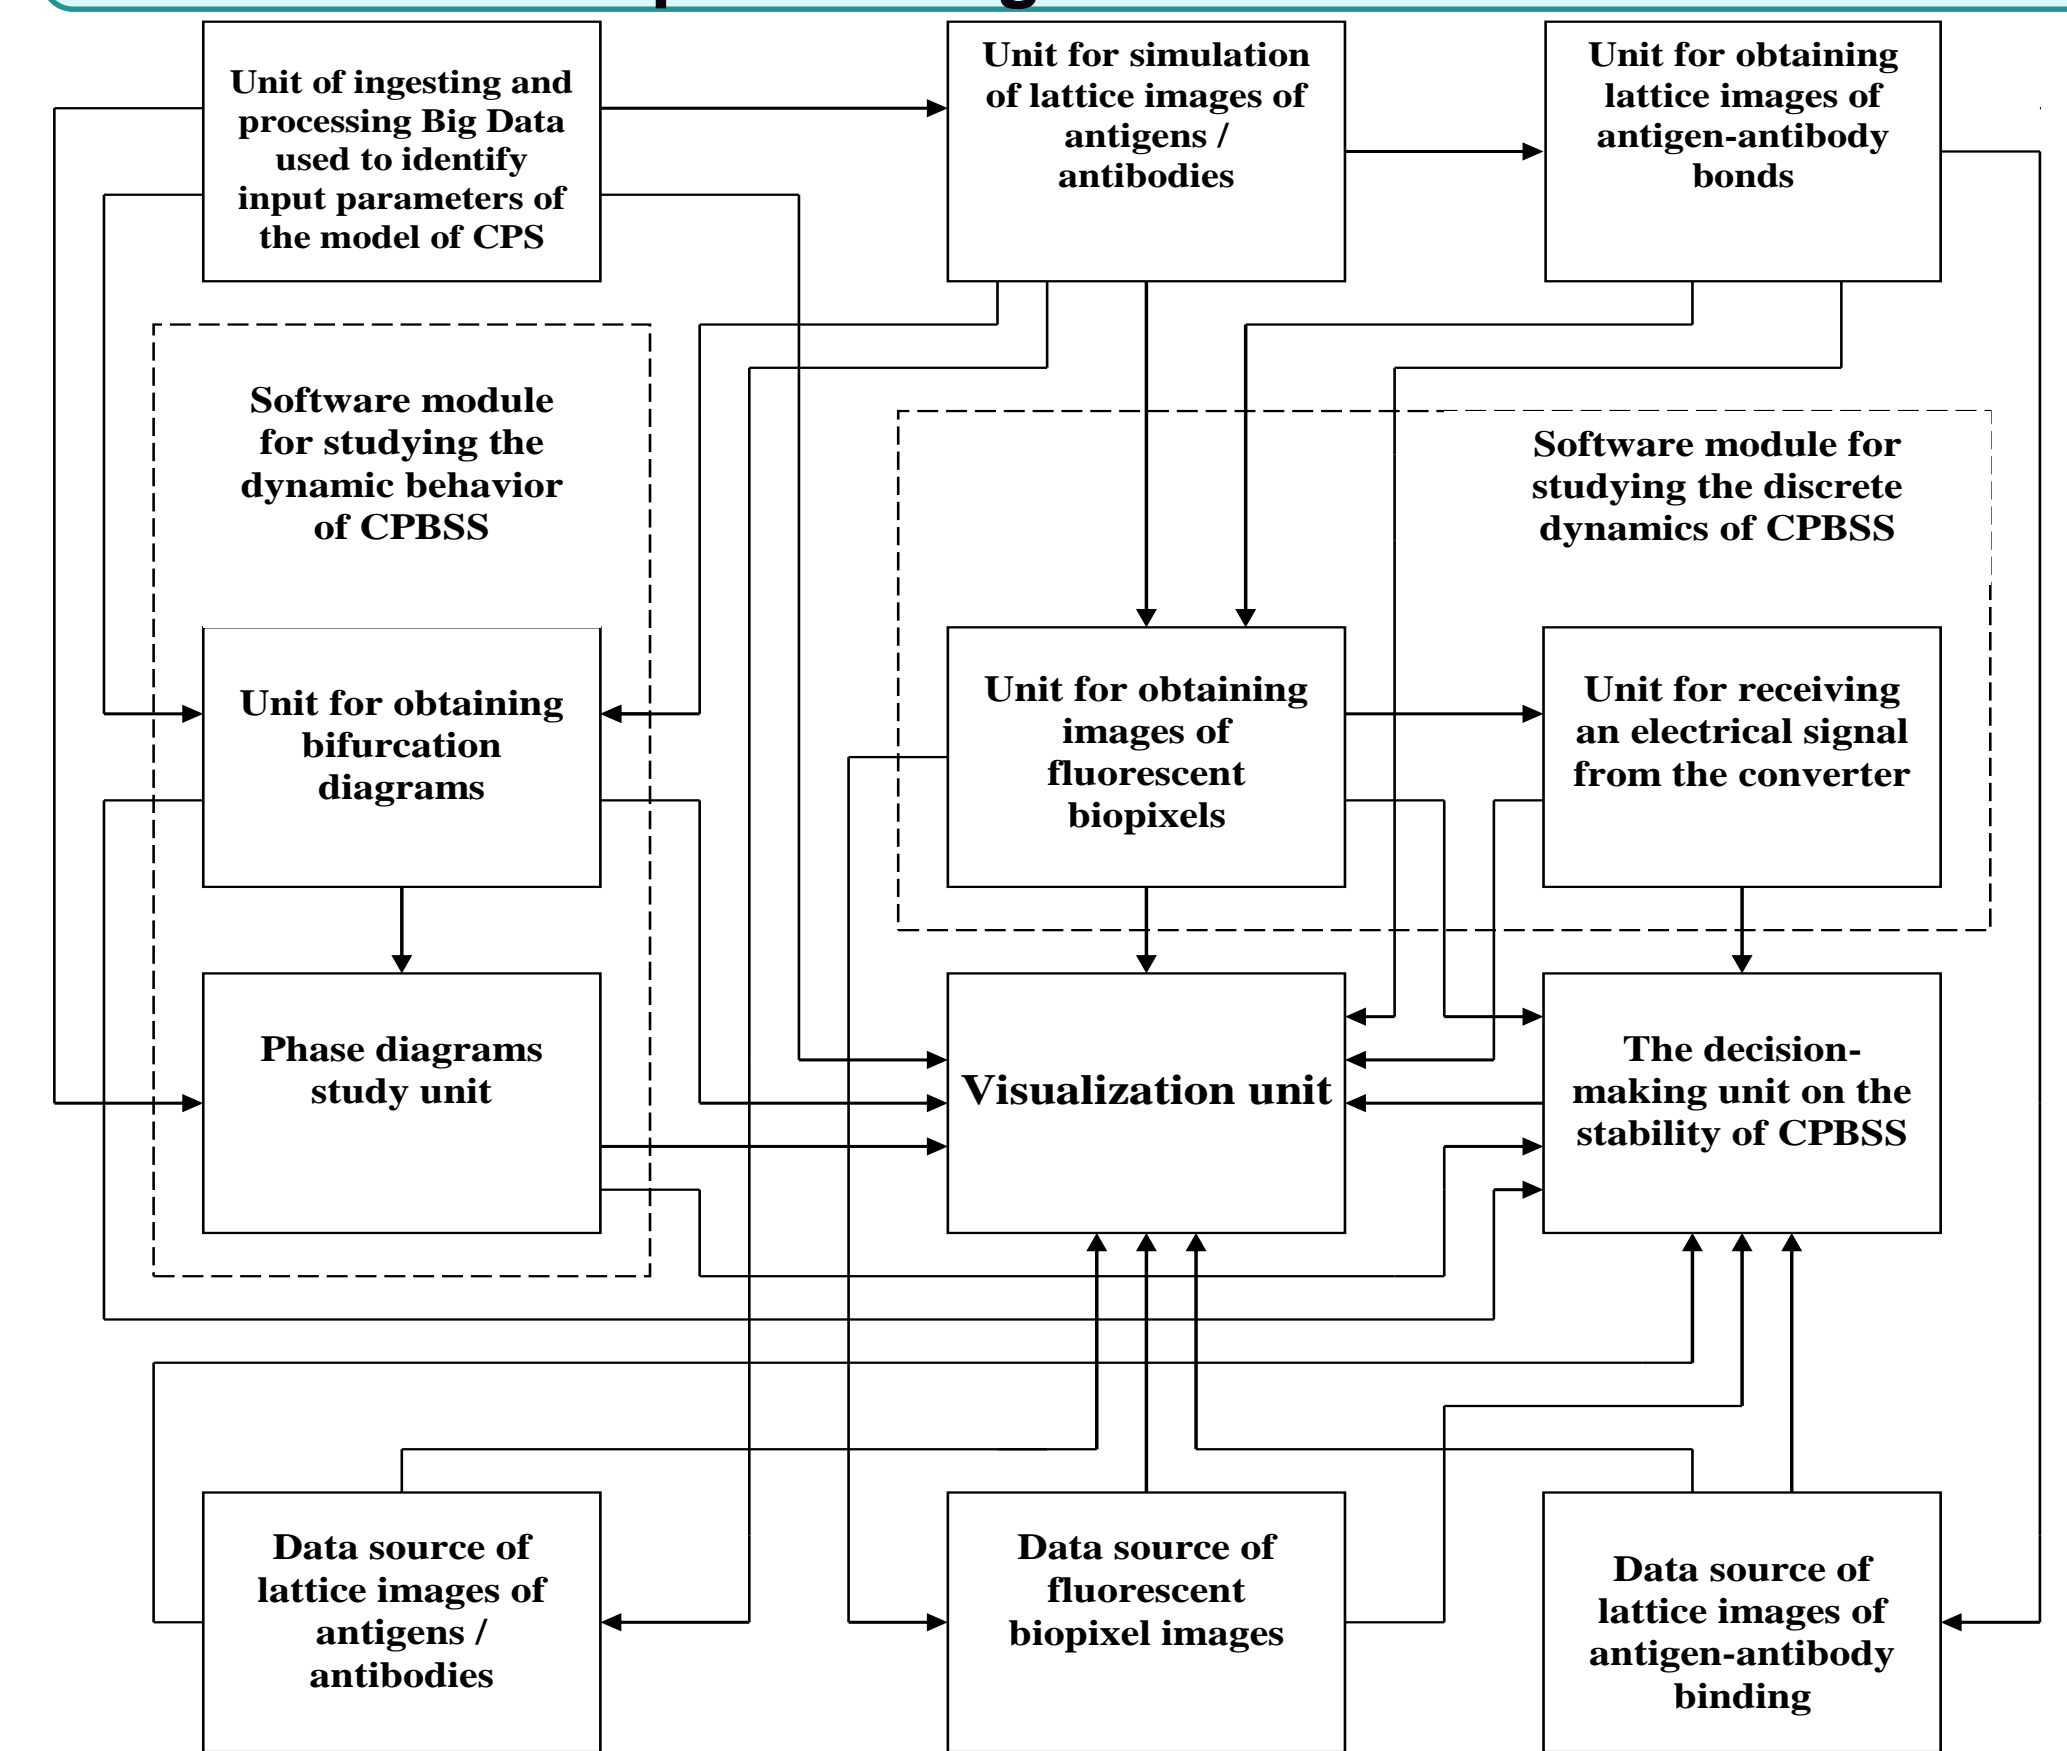 Unit of ingesting and
processing Big Data
used to identify
input parameters of
the model of CPS
Unit for simulation
of lattice images of
antigens /
antibodies
Unit for obtaining
lattice images of
antigen-antibody
bonds
Software module
for studying the
dynamic behavior
of CPBSS
Software module for
studying the discrete
dynamics of CPBSS
Unit for obtaining
bifurcation
diagrams
Unit for obtaining
images of
fluorescent
biopixels
Unit for receiving
an electrical signal
from the converter
Phase diagrams
study unit
Visualization unit
The decision-
making unit on the
stability of CPBSS
Data source of
lattice images of
antigens /
antibodies
Data source of
fluorescent
biopixel images
Data source of
lattice images of
antigen-antibody
binding